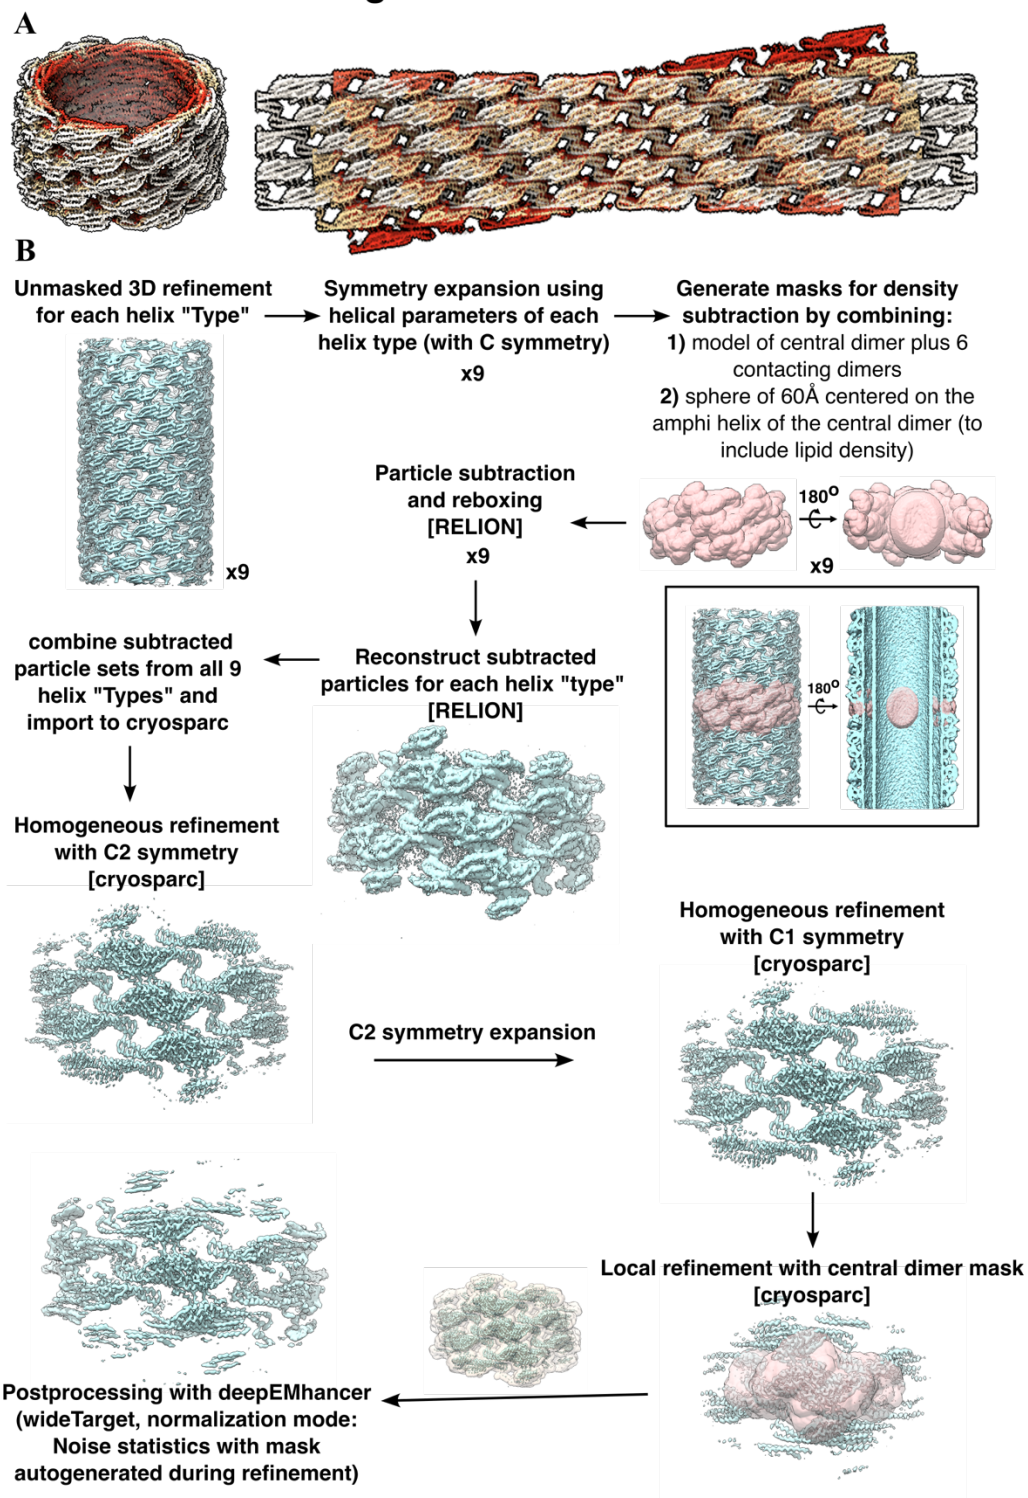 A
B
Unmasked 3D refinement
for each helix "Type"
x9
Symmetry expansion using
helical parameters of each
helix type (with C symmetry)
x9
Generate masks for density
subtraction by combining:
1) model of central dimer plus 6
contacting dimers
2) sphere of 60Å centered on the
amphi helix of the central dimer (to
include lipid density)
180º
x9
180º
Particle subtraction
and reboxing
[RELION]
x9
Reconstruct subtracted
particles for each helix "type"
[RELION]
combine subtracted
particle sets from all 9
helix "Types" and
import to cryosparc
Homogeneous refinement
with C2 symmetry
[cryosparc]
C2 symmetry expansion
Homogeneous refinement
with C1 symmetry
[cryosparc]
Local refinement with central dimer mask
[cryosparc]
Postprocessing with deepEMhancer
(wideTarget, normalization mode:
Noise statistics with mask
autogenerated during refinement)